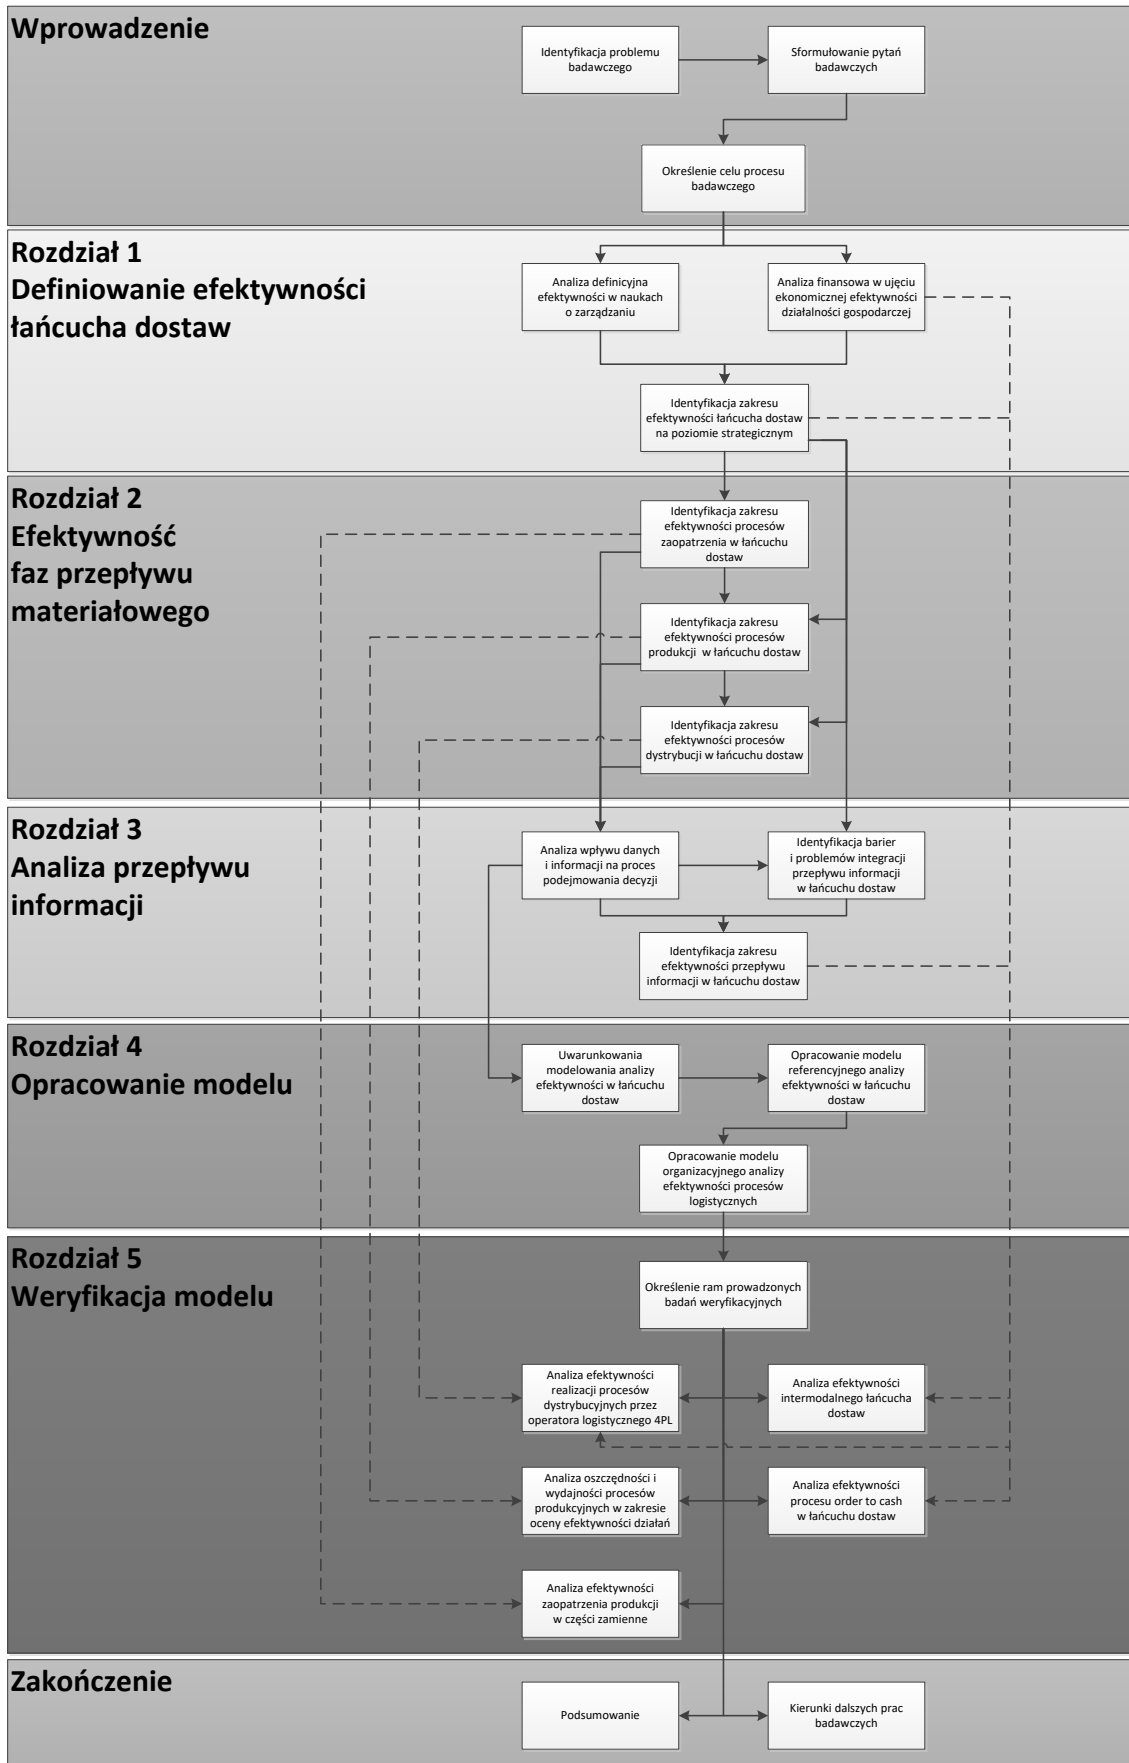 Wprowadzenie
Identyfikacja problemu
badawczego
Sformułowanie pytań
badawczych
Określenie celu procesu
badawczego
Rozdział 1
Definiowanie efektywności
łańcucha dostaw
Analiza definicyjna
efektywności w naukach
o zarządzaniu
Analiza finansowa w ujęciu
ekonomicznej efektywności
działalności gospodarczej
Identyfikacja zakresu
efektywności łańcucha dostaw
na poziomie strategicznym
Rozdział 2
Efektywność
faz przepływu
materiałowego
Identyfikacja zakresu
efektywności procesów
zaopatrzenia w łańcuchu
dostaw
Identyfikacja zakresu
efektywności procesów
produkcji w łańcuchu dostaw
Identyfikacja zakresu
efektywności procesów
dystrybucji w łańcuchu dostaw
Rozdział 3
Analiza przepływu
informacji
Analiza wpływu danych
i informacji na proces
podejmowania decyzji
Identyfikacja barier
i problemów integracji
przepływu informacji
w łańcuchu dostaw
Identyfikacja zakresu
efektywności przepływu
informacji w łańcuchu dostaw
Rozdział 4
Opracowanie modelu
Uwarunkowania
modelowania analizy
efektywności w łańcuchu
dostaw
Opracowanie modelu
referencyjnego analizy
efektywności w łańcuchu
dostaw
Opracowanie modelu
organizacyjnego analizy
efektywności procesów
logistycznych
Rozdział 5
Weryfikacja modelu
Określenie ram prowadzonych
badań weryfikacyjnych
Analiza efektywności
realizacji procesów
dystrybucyjnych przez
operatora logistycznego 4PL
Analiza efektywności
intermodalnego łańcucha
dostaw
Analiza oszczędności i
wydajności procesów
produkcyjnych w zakresie
oceny efektywności działań
Analiza efektywności
procesu order to cash
w łańcuchu dostaw
Analiza efektywności
zaopatrzenia produkcji
w części zamienne
Zakończenie
Podsumowanie
Kierunki dalszych prac
badawczych